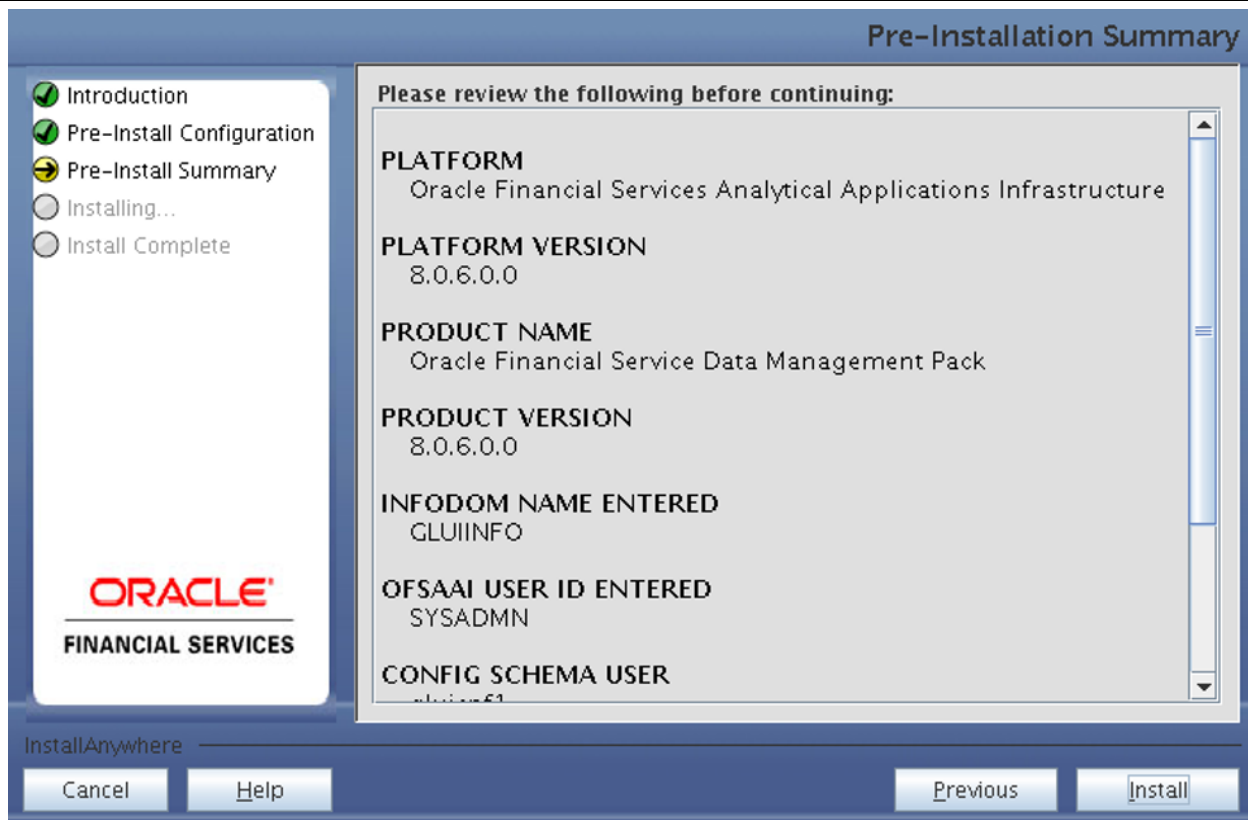 Pre-Installation Summary
Introduction
Pre-Install Configuration
Pre-Install Summary
Installing...
Install Complete
ORACLE
FINANCIAL SERVICES
Please review the following before continuing:
PLATFORM
Oracle Financial Services Analytical Applications Infrastructure
PLATFORM VERSION
8.0.6.0.0
PRODUCT NAME
Oracle Financial Service Data Management Pack
PRODUCT VERSION
8.0.6.0.0
INFODOM NAME ENTERED
GLUIINFO
OFSAAI USER ID ENTERED
SYSADMN
CONFIG SCHEMA USER
InstallAnywhere
Cancel
Help
Previous
Install